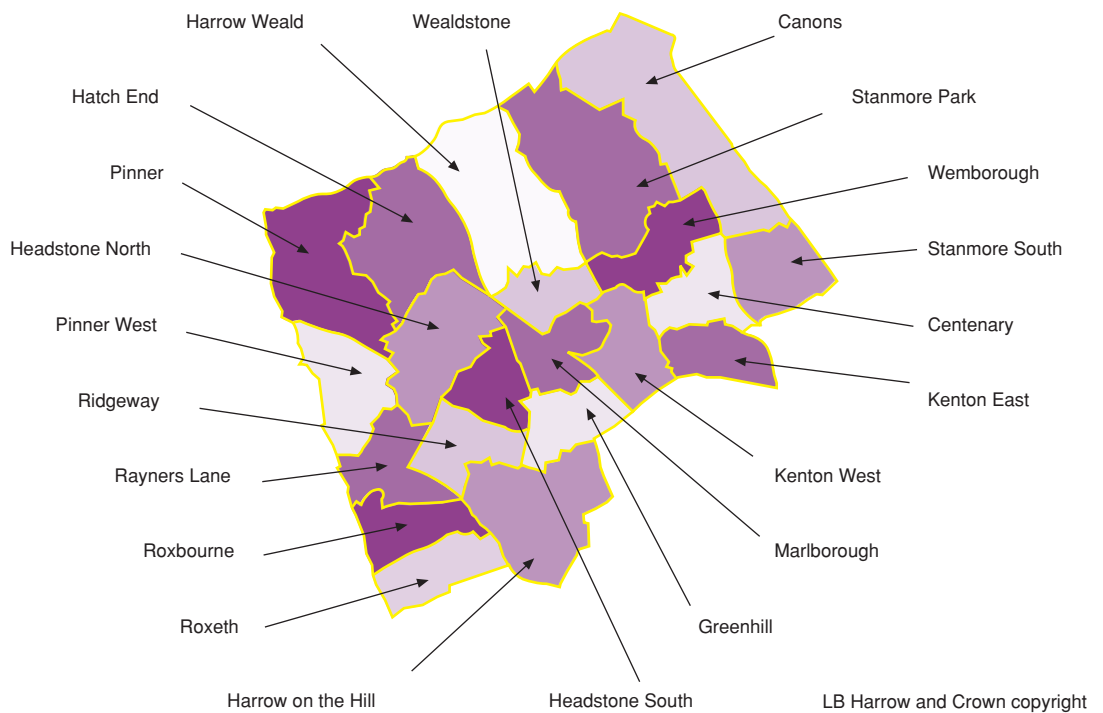 Harrow Weald
Wealdstone
Canons
Hatch End
Stanmore Park
Pinner
Wemborough
Headstone North
Stanmore South
Pinner West
Centenary
Ridgeway
Kenton East
Rayners Lane
Kenton West
Roxbourne
Marlborough
Roxeth
Greenhill
Harrow on the Hill
Headstone South
LB Harrow and Crown copyright